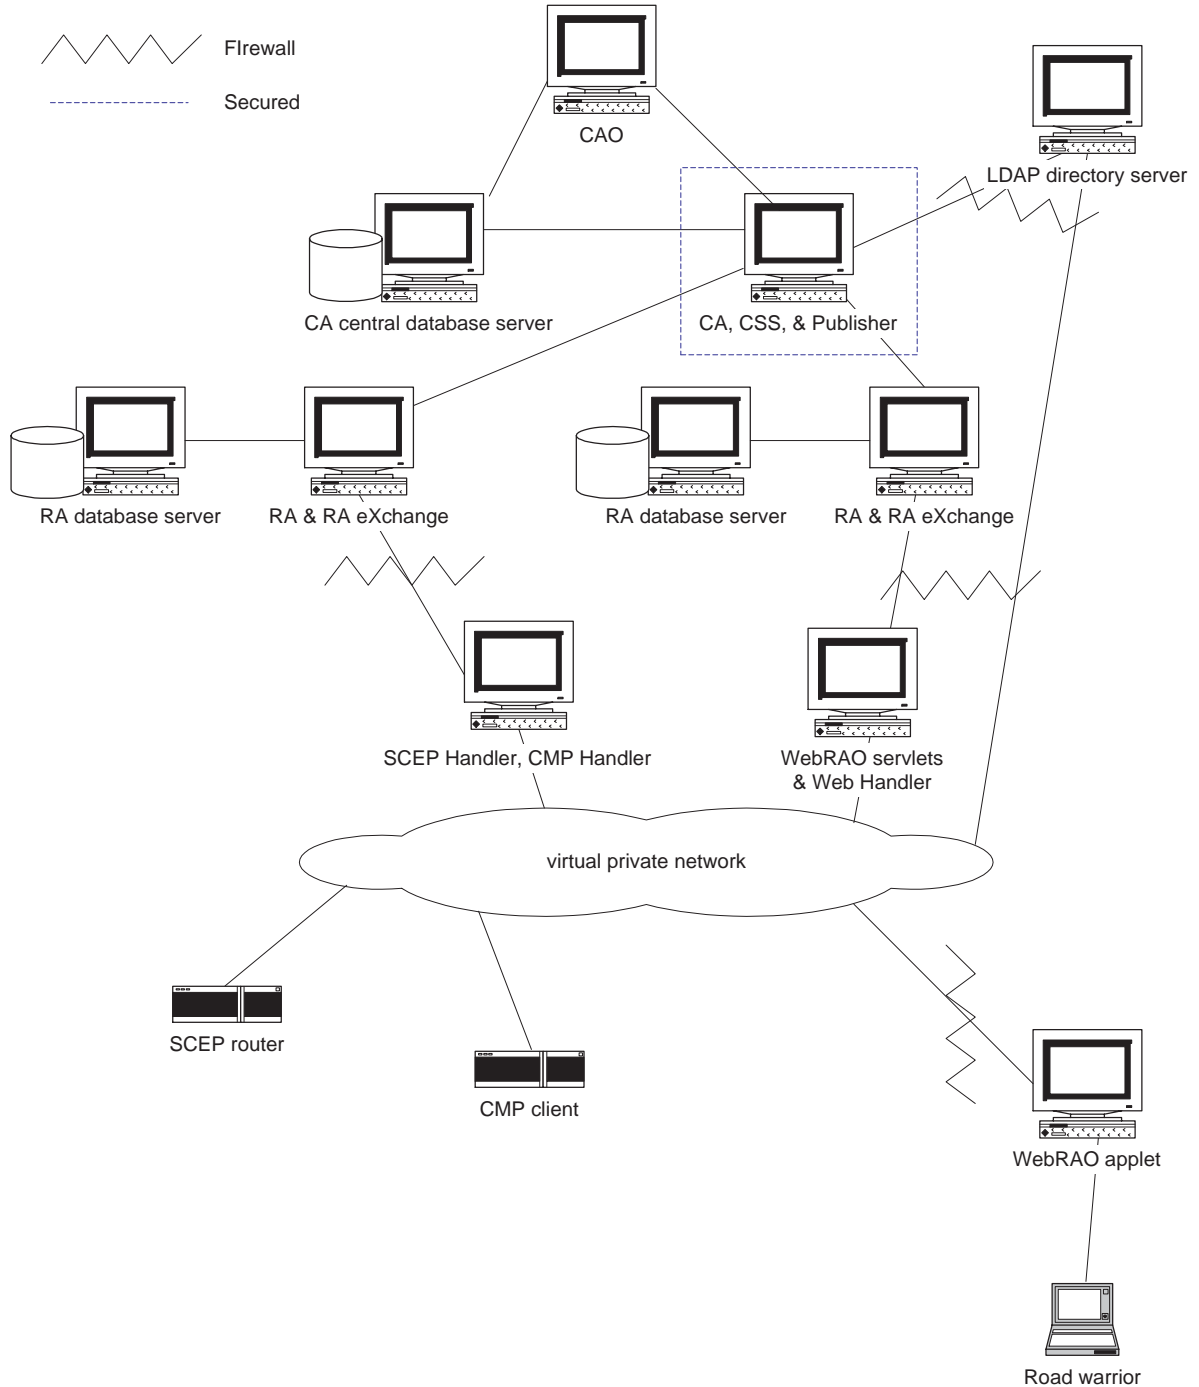 FIrewall
Secured
CAO
LDAP directory server
CA central database server
CA, CSS, & Publisher
RA database server
RA & RA eXchange
RA database server
RA & RA eXchange
SCEP Handler, CMP Handler
WebRAO servlets
& Web Handler
virtual private network
SCEP router
CMP client
WebRAO applet
Road warrior